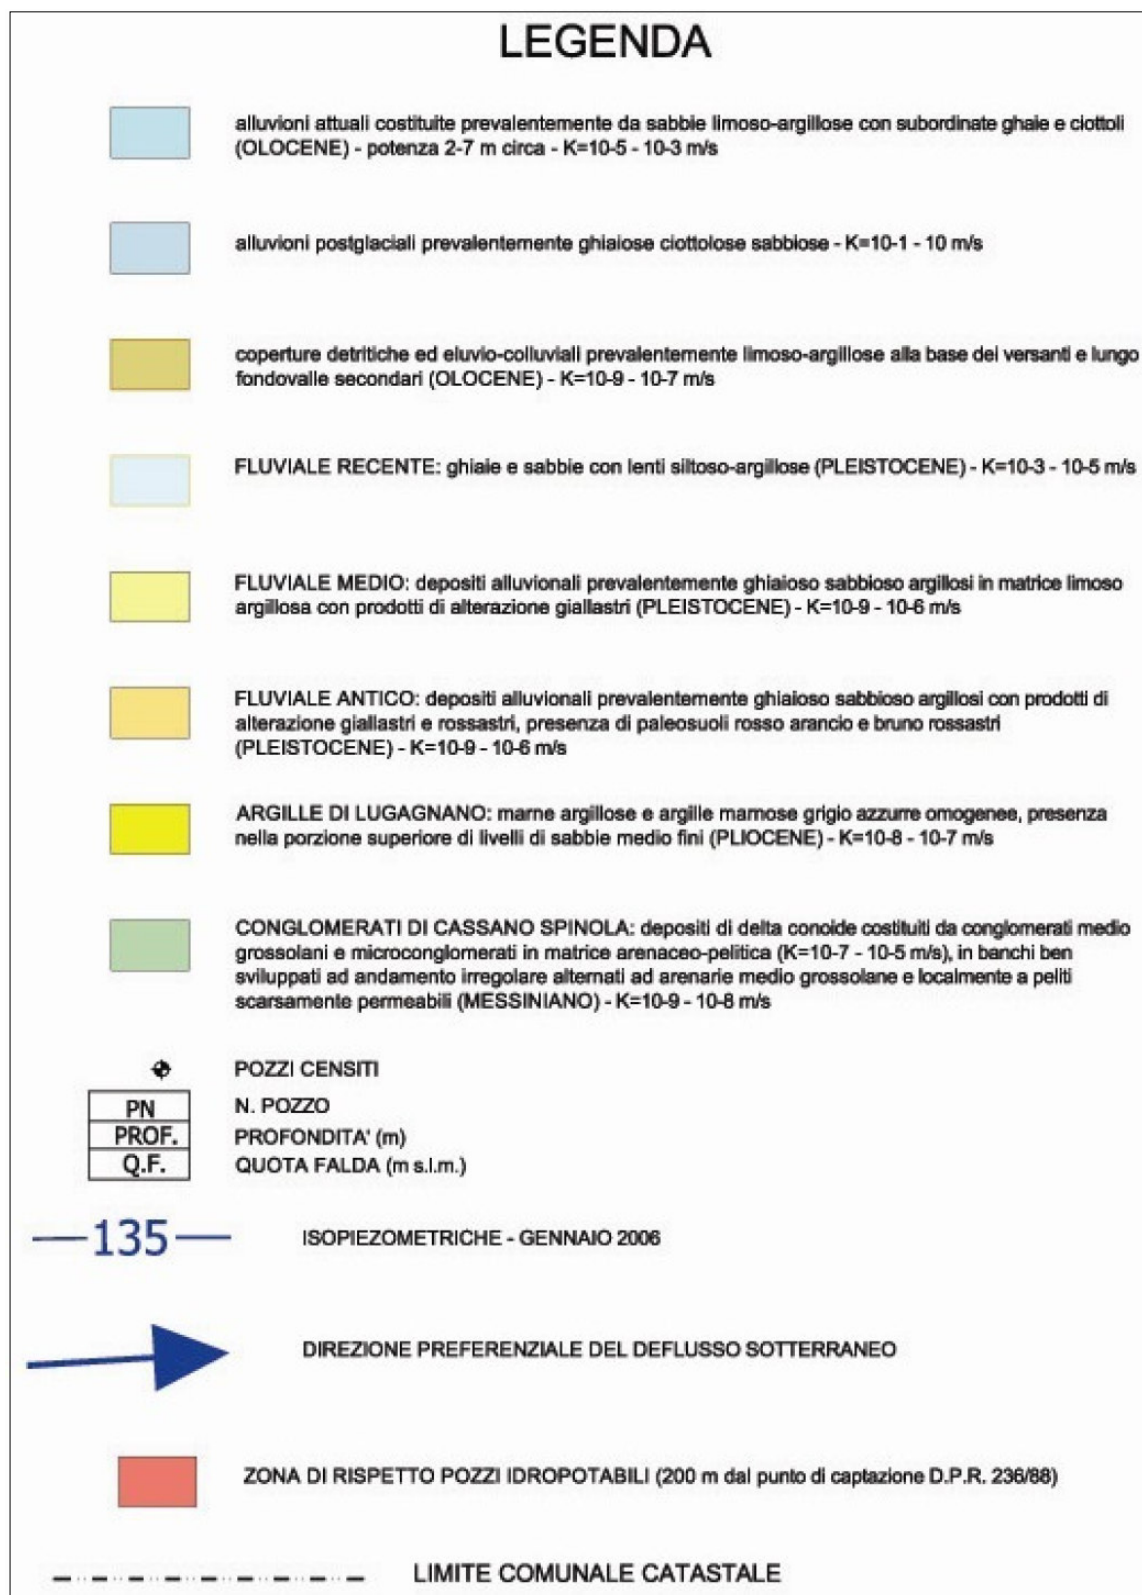 LEGENDA
alluvioni attuali costituite prevalentemente da sabbie limoso-argillose con subordinate ghaie e ciottoli
(OLOCENE) - potenza 2-7 m circa - K=10-5 - 10-3 m/s
alluvioni postglaciali prevalentemente ghiaiose ciottolose sabbiose - K=10-1 - 10 m/s
coperture detritiche ed eluvio-colluviali prevalentemente limoso-argillose alla base dei versanti e lungo
fondovalle secondari (OLOCENE) - K=10-9 - 10-7 m/s
FLUVIALE RECENTE: ghiaie e sabbie con lenti siltoso-argillose (PLEISTOCENE) - K=10-3 - 10-5 m/s
FLUVIALE MEDIO: depositi alluvionali prevalentemente ghiaioso sabbioso argillosi in matrice limoso
argillosa con prodotti di alterazione giallastri (PLEISTOCENE) - K=10-9 - 10-6 m/s
FLUVIALE ANTICO: depositi alluvionali prevalentemente ghiaioso sabbioso argillosi con prodotti di
alterazione giallastri e rossastri, presenza di paleosuoli rosso arancio e bruno rossastri
(PLEISTOCENE) - K=10-9 - 10-6 m/s
ARGILLE DI LUGAGNANO: marne argillose e argille marnose grigio azzurre omogenee, presenza
nella porzione superiore di livelli di sabbie medio fini (PLIOCENE) - K=10-8 - 10-7 m/s
CONGLOMERATI DI CASSANO SPINOLA: depositi di delta conoide costituiti da conglomerati medio
grossolani e microconglomerati in matrice arenaceo-pelitica (K=10-7 - 10-5 m/s), in banchi ben
sviluppati ad andamento irregolare alternati ad arenarie medio grossolane e localmente a peliti
scarsamente permeabili (MESSINIANO) - K=10-9 - 10-8 m/s
POZZI CENSITI
PN N. POZZO
PROF. PROFONDITA' (m)
Q.F. QUOTA FALDA (m s.l.m.)
135 ISOPIEZOMETRICHE - GENNAIO 2006
DIREZIONE PREFERENZIALE DEL DEFLUSSO SOTTERRANEO
ZONA DI RISPETTO POZZI IDROPOTABILI (200 m dal punto di captazione D.P.R. 236/88)
LIMITE COMUNALE CATASTALE